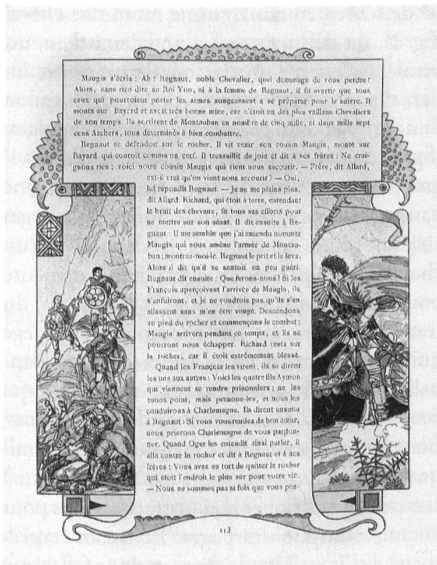 Maugis s'écria : Ah ! Regnaut, noble Chevalier, quel dommage de vous perdre !
Alors, sans rien dire au Roi Yon, ni à la femme de Regnaut, il fit avertir que tous
ceux qui pourroient porter les armes songeassent à se préparer pour le suivre. Il
monta sur Bayard et avec très bonne mine, car c'étoit un des plus vaillans Chevaliers
de son temps. Ils sortirent de Montauban au nombre de cinq mille, et deux mille sept
cens Archers, tous déterminés à bien combattre.
Regnaut se défendoit sur le rocher. Il vit venir son cousin Maugis, monté sur
Bayard qui couroit comme un cerf. Il tressaillit de joie et dit à ses frères : Ne crai-
gnons rien ; voici notre cousin Maugis qui vient nous secourir. — Frère, dit Allard,
est-il vrai qu'on vient nous secourir ? — Oui,
lui répondit Regnaut. — Je ne me plains plus,
dit Allard. Richard, qui étoit à terre, entendant
le bruit des chevaux, fit tous ses efforts pour
se mettre sur son séant. Il dit ensuite à Re-
gnaut : Il me semble que j'ai entendu nommer
Maugis qui nous amène l'armée de Montau-
ban ; montrez-moi-le. Regnaut le prit et le leva.
Alors il dit qu'il se sentoit un peu guéri.
Regnaut dit ensuite : Que ferons-nous ? Si les
François aperçoivent l'arrivée de Maugis, ils
s'enfuiront, et je ne voudrois pas qu'ils s'en
allassent sans m'en être vengé. Descendons
au pied du rocher et commençons le combat ;
Maugis arrivera pendant ce temps, et ils ne
pourront nous échapper. Richard resta sur
le rocher, car il étoit extrêmement blessé.
Quand les François les virent, ils se dirent
les uns aux autres : Voici les quatre fils Aymon
qui viennent se rendre prisonniers ; ne les
tuons point, mais prenons-les, et nous les
conduirons à Charlemagne. Ils dirent ensuite
à Regnaut : Si vous vous rendez de bon cœur,
nous prierons Charlemagne de vous pardon-
ner. Quand Oger les entendit ainsi parler, il
alla contre le rocher et dit à Regnaut et à ses
frères : Vous avez eu tort de quitter le rocher
qui étoit l'endroit le plus sûr pour votre vie.
— Nous ne sommes pas si fols que vous pen-
113